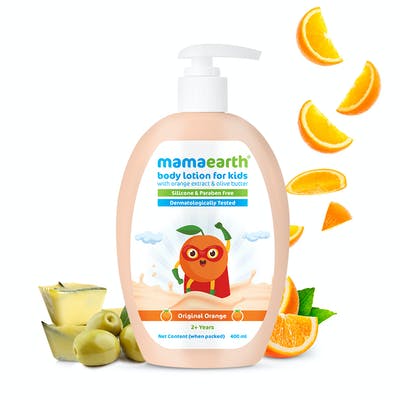 mamaearth®
body lotion for kids
with orange extract & olive butter
Silicone & Paraben Free
Dermatologically Tested
Original Orange
2+ Years
Net Content (when packed) 400 ml